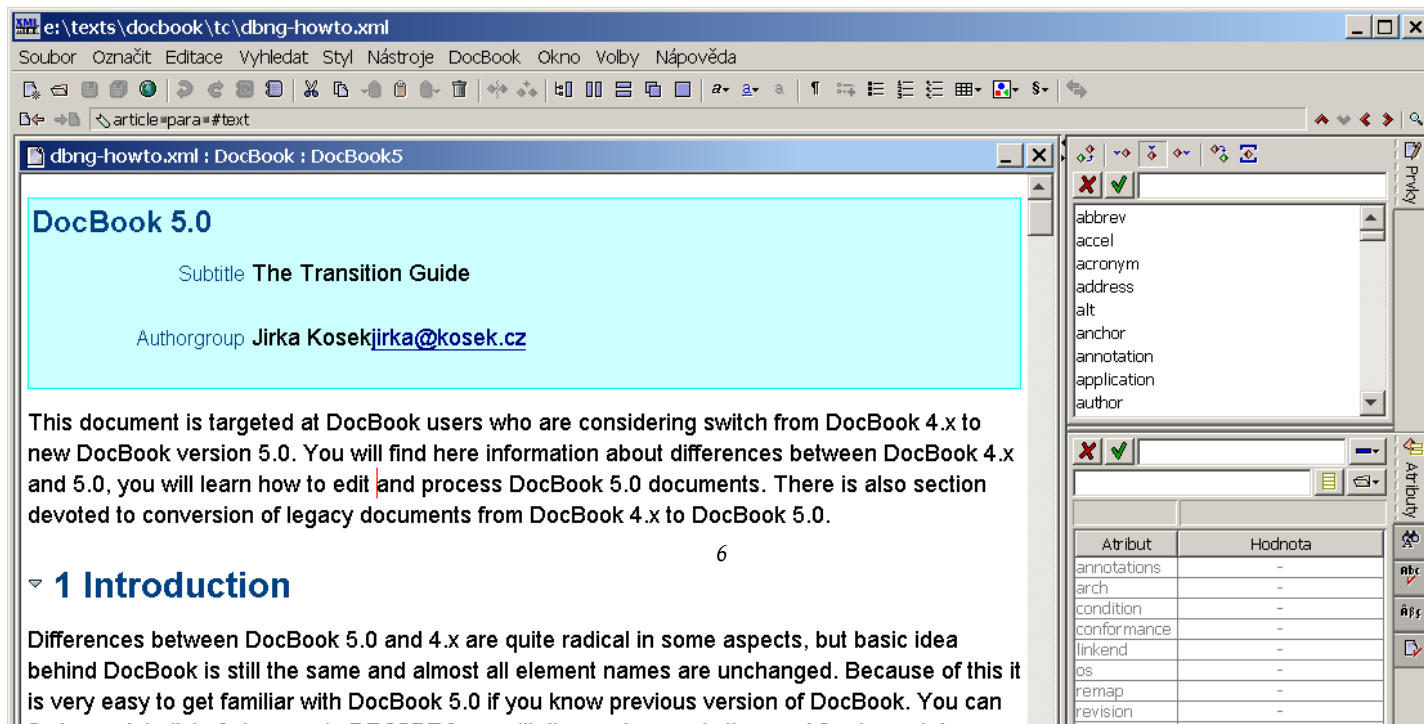 e:\texts\docbook\tc\dbng-howto.xml
Soubor Označit Editace Vyhledat Styl Nástroje DocBook Okno Volby Nápověda
article=para=#text
dbng-howto.xml : DocBook : DocBook5
DocBook 5.0
Subtitle The Transition Guide
Authorgroup Jirka Kosekjirka@kosek.cz
This document is targeted at DocBook users who are considering switch from DocBook 4.x to
new DocBook version 5.0. You will find here information about differences between DocBook 4.x
and 5.0, you will learn how to edit and process DocBook 5.0 documents. There is also section
devoted to conversion of legacy documents from DocBook 4.x to DocBook 5.0.
6
1 Introduction
Differences between DocBook 5.0 and 4.x are quite radical in some aspects, but basic idea
behind DocBook is still the same and almost all element names are unchanged. Because of this it
is very easy to get familiar with DocBook 5.0 if you know previous version of DocBook. You can
Prvky
abbrev
accel
acronym
address
alt
anchor
annotation
application
author
Atributy
Atribut Hodnota
annotations -
arch -
condition -
conformance -
linkend -
os -
remap -
revision -